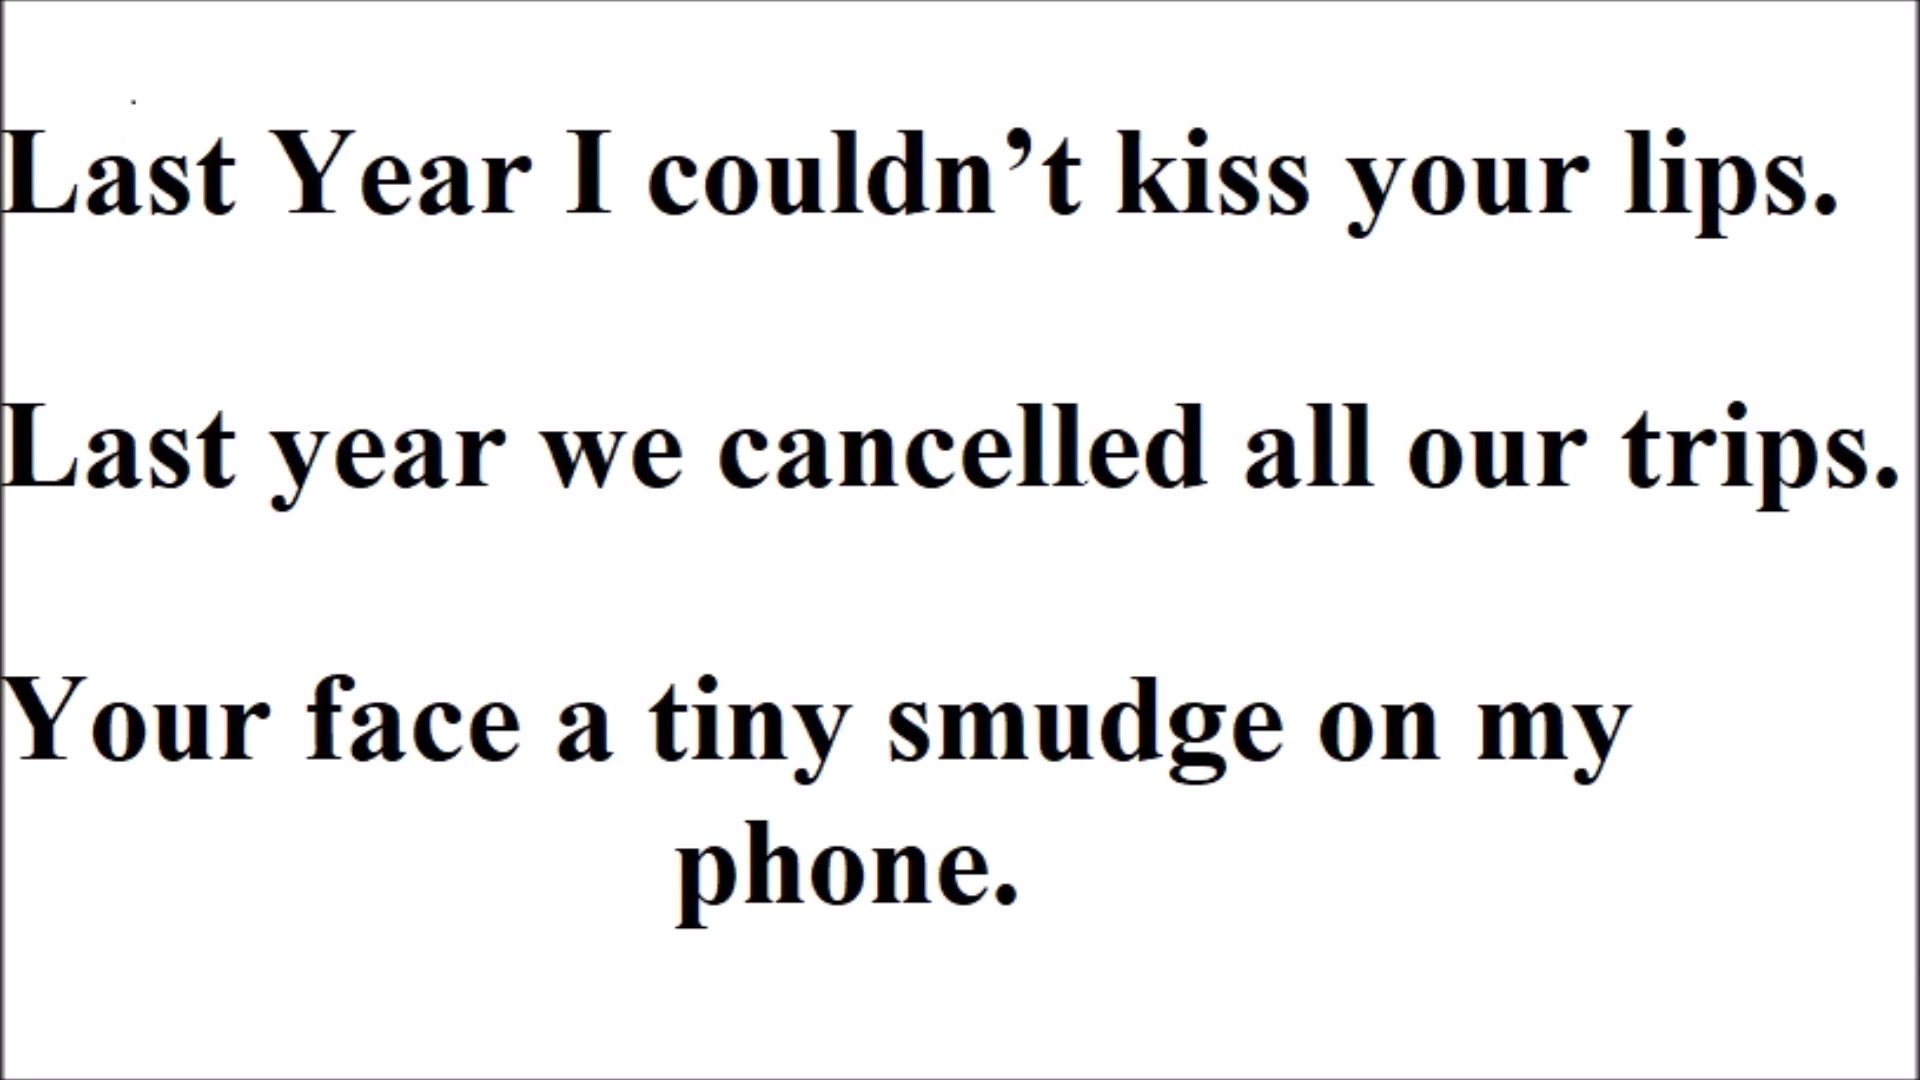 Last Year I couldn’t kiss your lips.
Last year we cancelled all our trips.
Your face a tiny smudge on my
phone.